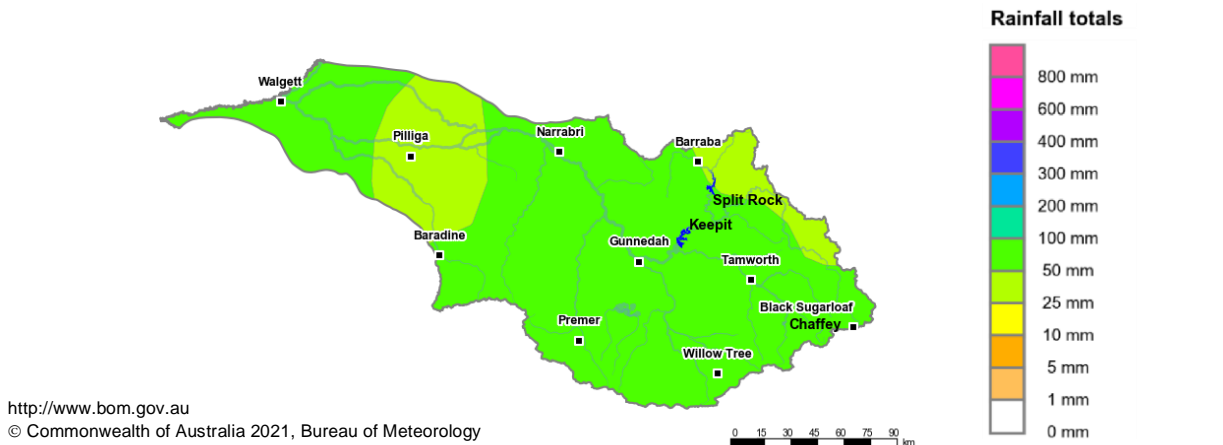 Rainfall totals
800 mm
600 mm
400 mm
300 mm
200 mm
100 mm
50 mm
25 mm
10 mm
5 mm
1 mm
0 mm
Walgett
Pilliga
Narrabri
Barraba
Split Rock
Keepit
Baradine
Gunnedah
Tamworth
Black Sugarloaf
Chaffey
Premer
Willow Tree
http://www.bom.gov.au
© Commonwealth of Australia 2021, Bureau of Meteorology
0 15 30 45 60 75 90
km